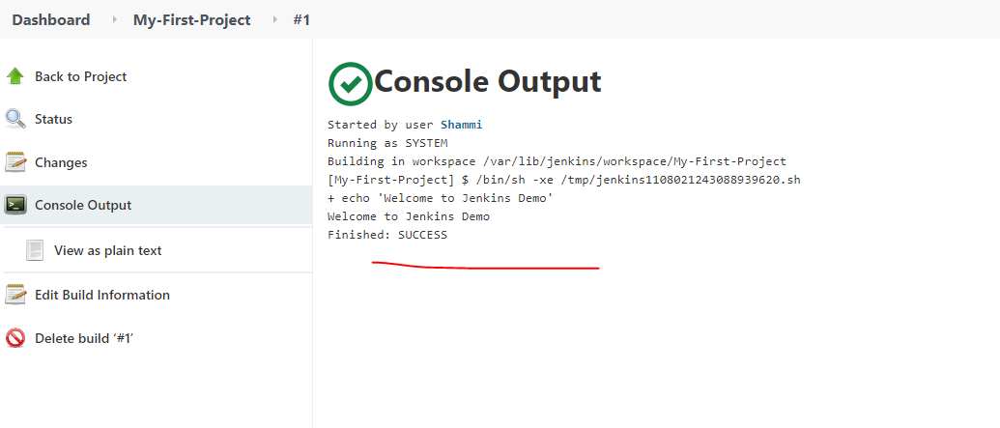 Dashboard My-First-Project #1
Back to Project
Status
Changes
Console Output
View as plain text
Edit Build Information
Delete build ‘#1’
Console Output
Started by user Shammi
Running as SYSTEM
Building in workspace /var/lib/jenkins/workspace/My-First-Project
[My-First-Project] $ /bin/sh -xe /tmp/jenkins1108021243088939620.sh
+ echo 'Welcome to Jenkins Demo'
Welcome to Jenkins Demo
Finished: SUCCESS